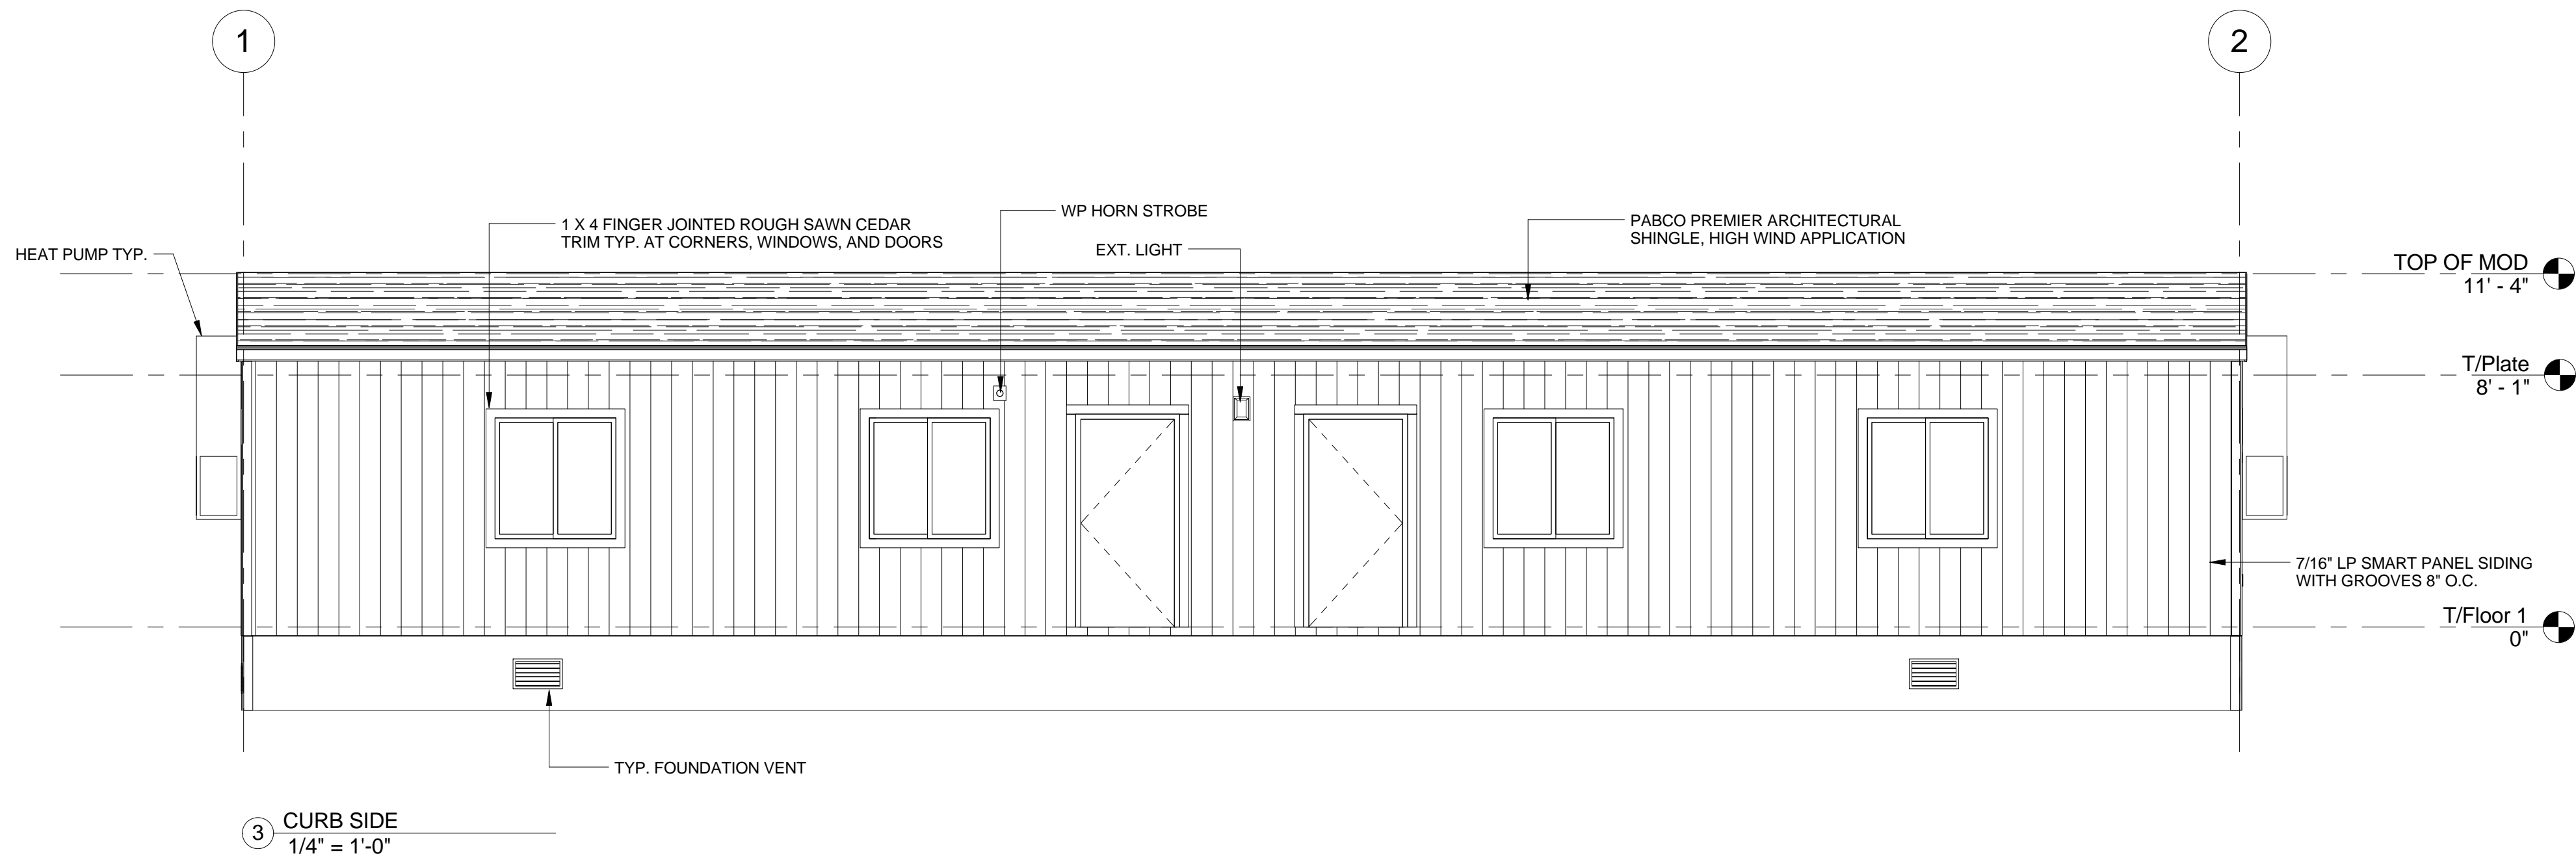 1
2
WP HORN STROBE
1 X 4 FINGER JOINTED ROUGH SAWN CEDAR
TRIM TYP. AT CORNERS, WINDOWS, AND DOORS
PABCO PREMIER ARCHITECTURAL
SHINGLE, HIGH WIND APPLICATION
HEAT PUMP TYP.
EXT. LIGHT
TOP OF MOD
11' - 4"
T/Plate
8' - 1"
7/16" LP SMART PANEL SIDING
WITH GROOVES 8" O.C.
T/Floor 1
0"
TYP. FOUNDATION VENT
3
CURB SIDE
1/4" = 1'-0"